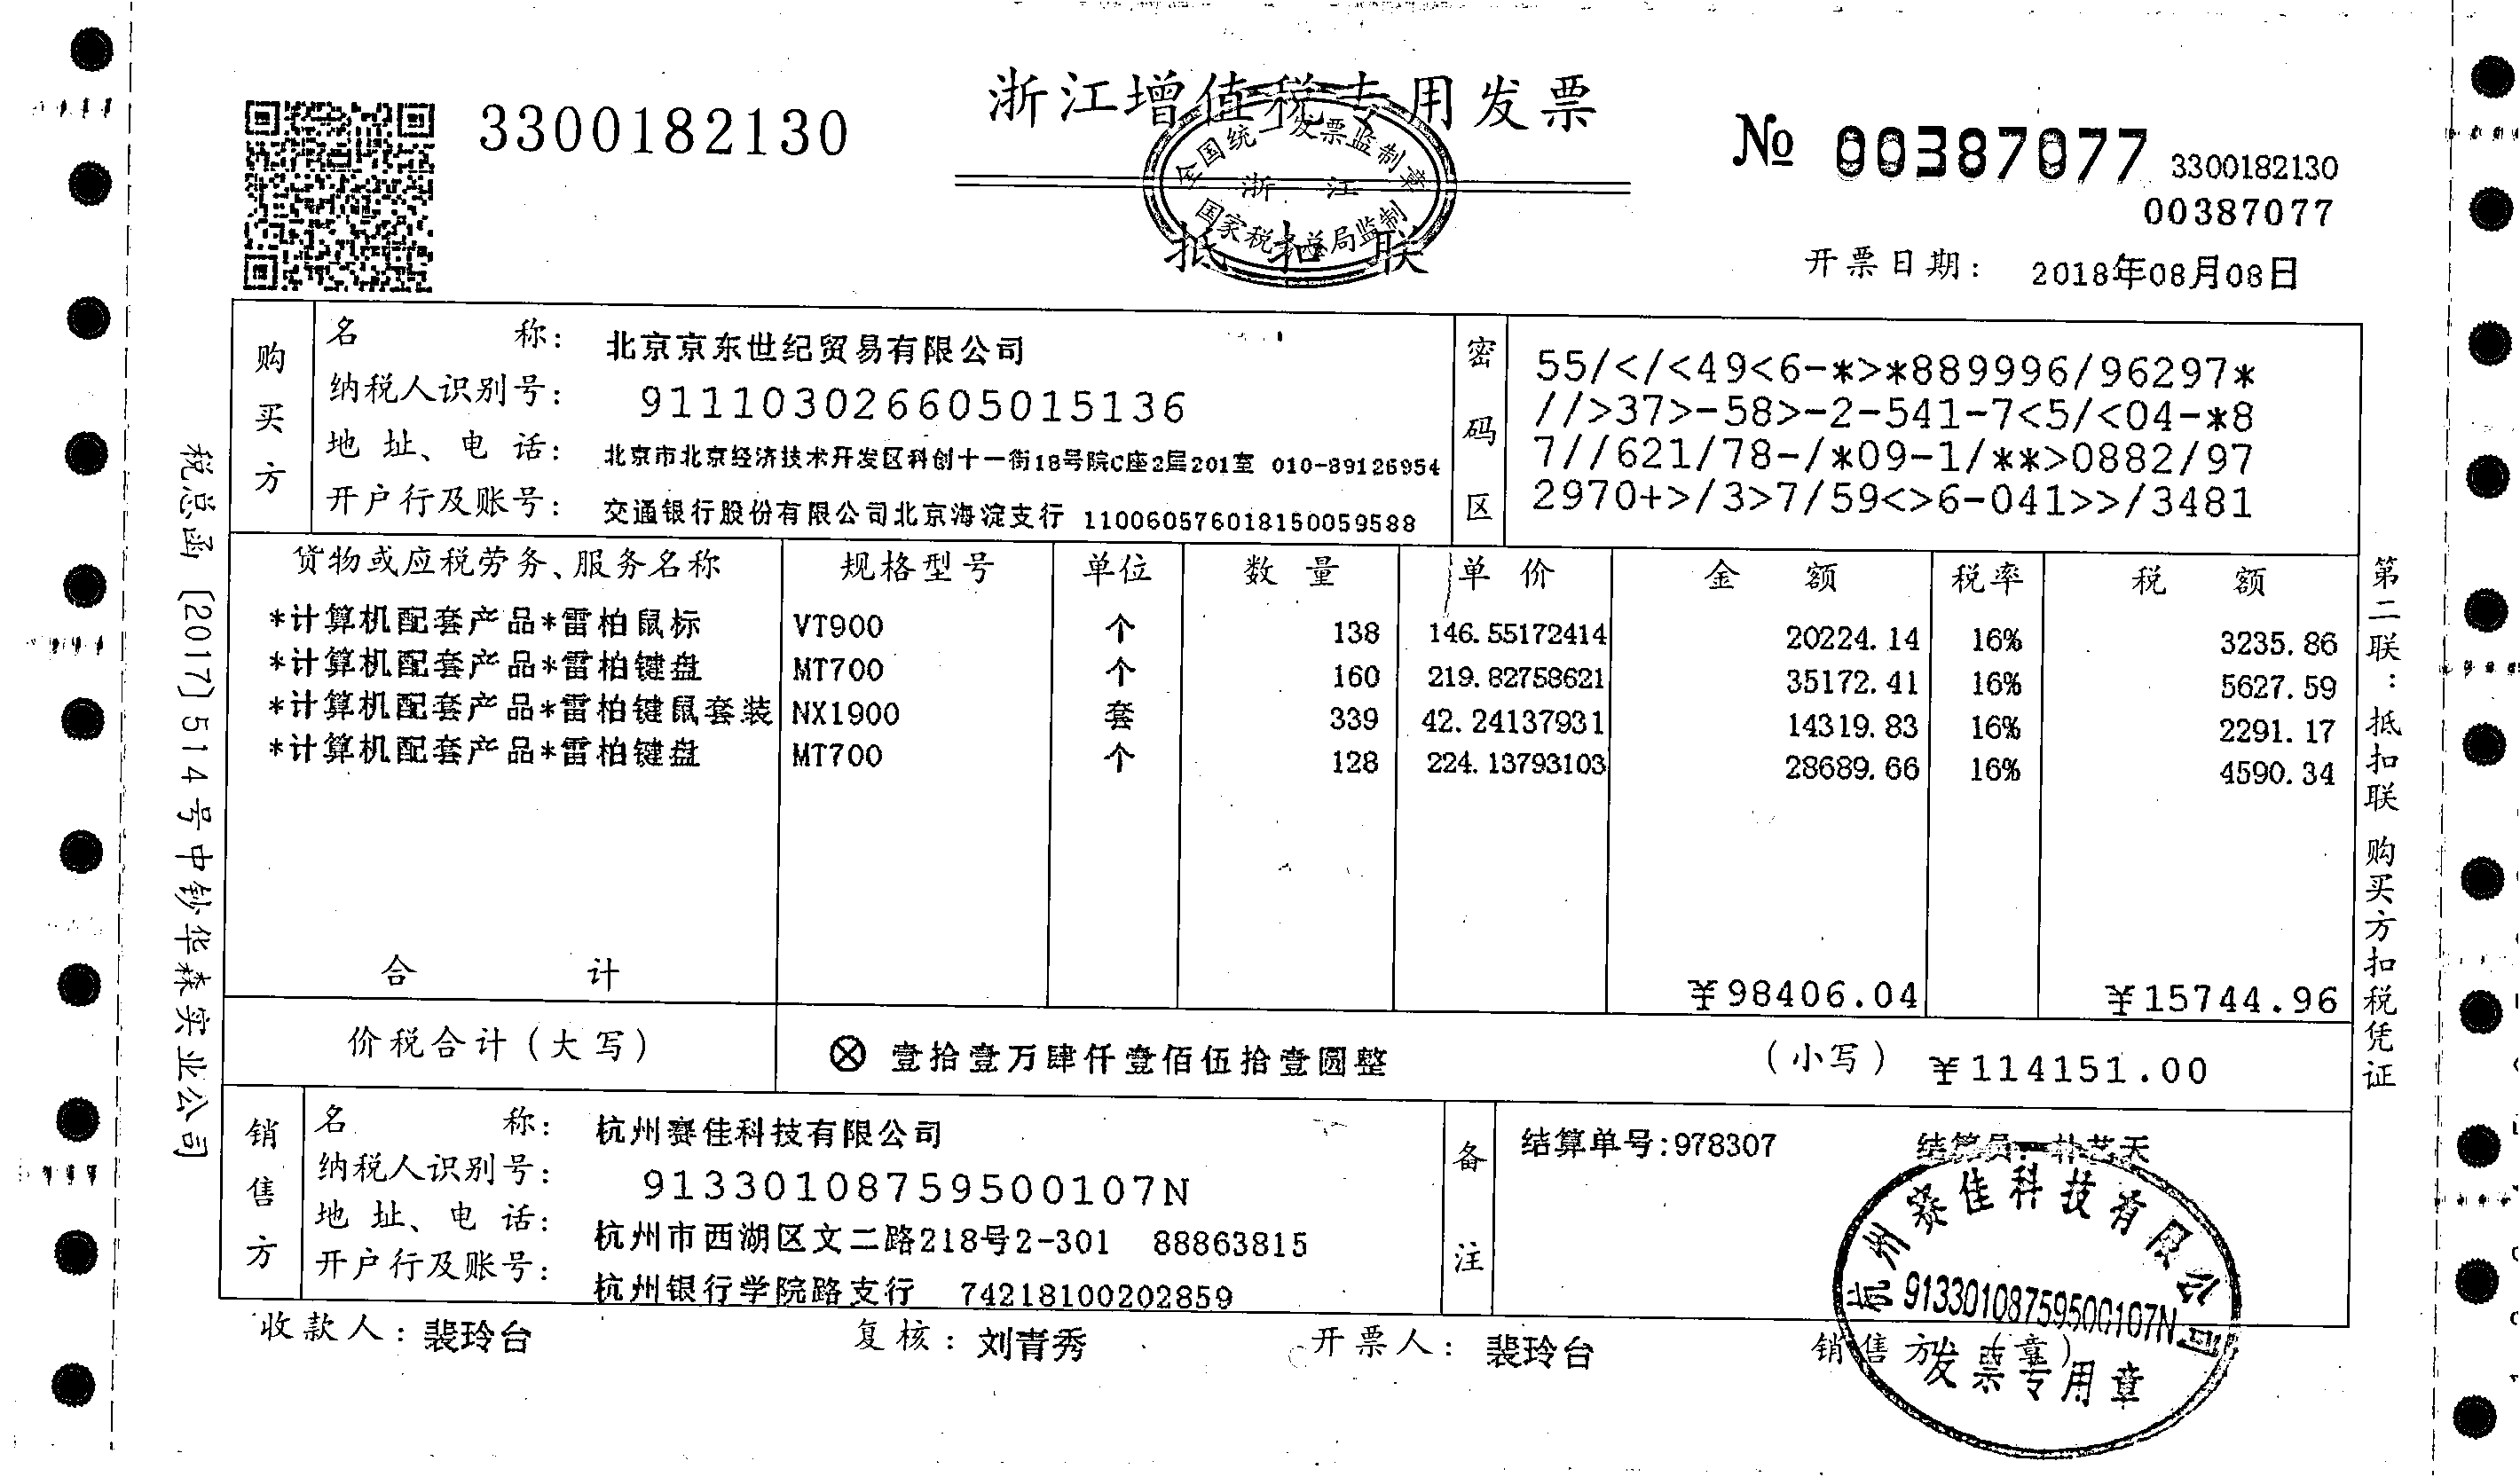 浙江增值税专用发票
3300182130
№ 00387077 3300182130
00387077
全国统一发票监制章
浙 江
国家税务总局监制
抵扣联
开票日期: 2018年08月08日
税总函〔2017〕514号中钞华森实业公司
购买方
名 称: 北京京东世纪贸易有限公司
纳税人识别号: 911103026605015136
地 址、电 话: 北京市北京经济技术开发区科创十一街18号院C座2层201室 010-89126954
开户行及账号: 交通银行股份有限公司北京海淀支行 110060576018150059588
密码区
55/</<49<6-*>*889996/96297*
//>37>-58>-2-541-7<5/<04-*8
7//621/78-/*09-1/**>0882/97
2970+>/3>7/59<>6-041>>/3481
货物或应税劳务、服务名称 规格型号 单位 数 量 单 价 金 额 税率 税 额
*计算机配套产品*雷柏鼠标 VT900 个 138 146.55172414 20224.14 16% 3235.86
*计算机配套产品*雷柏键盘 MT700 个 160 219.82758621 35172.41 16% 5627.59
*计算机配套产品*雷柏键鼠套装 NX1900 套 339 42.24137931 14319.83 16% 2291.17
*计算机配套产品*雷柏键盘 MT700 个 128 224.13793103 28689.66 16% 4590.34
合 计 ¥98406.04 ¥15744.96
价税合计(大写) ⊗ 壹拾壹万肆仟壹佰伍拾壹圆整 (小写) ¥114151.00
第二联:抵扣联 购买方扣税凭证
销售方
名 称: 杭州赛佳科技有限公司
纳税人识别号: 91330108759500107N
地 址、电 话: 杭州市西湖区文二路218号2-301 88863815
开户行及账号: 杭州银行学院路支行 74218100202859
备注
结算单号:978307 结算员:朴艺天
收款人: 裴玲台 复核: 刘青秀 开票人: 裴玲台 销售方:(章)
杭州赛佳科技有限公司
91330108759500107N
发票专用章